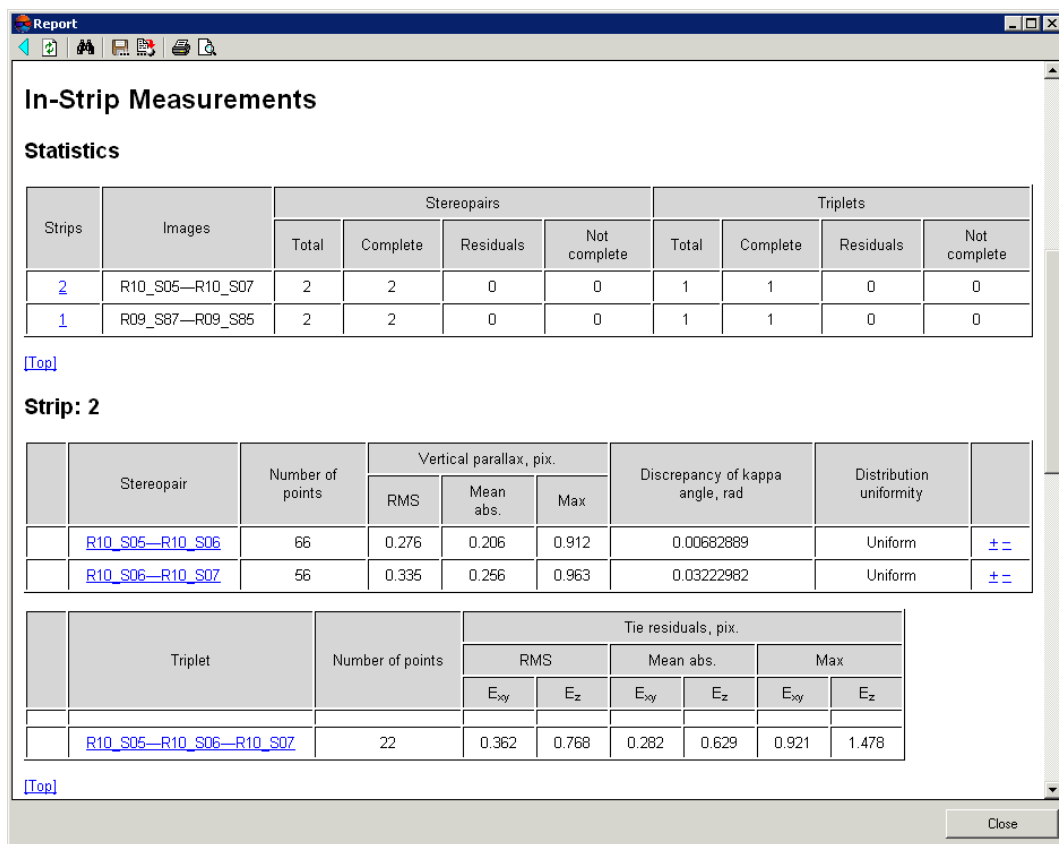 Report
In-Strip Measurements
Statistics
Strips Images Stereopairs Triplets
Total Complete Residuals Not complete Total Complete Residuals Not complete
2 R10_S05—R10_S07 2 2 0 0 1 1 0 0
1 R09_S87—R09_S85 2 2 0 0 1 1 0 0
[Top]
Strip: 2
Stereopair Number of points Vertical parallax, pix. Discrepancy of kappa angle, rad Distribution uniformity
RMS Mean abs. Max
R10_S05—R10_S06 66 0.276 0.206 0.912 0.00682889 Uniform + −
R10_S06—R10_S07 56 0.335 0.256 0.963 0.03222982 Uniform + −
Triplet Number of points Tie residuals, pix.
RMS Mean abs. Max
Exy Ez Exy Ez Exy Ez
R10_S05—R10_S06—R10_S07 22 0.362 0.768 0.282 0.629 0.921 1.478
[Top]
Close